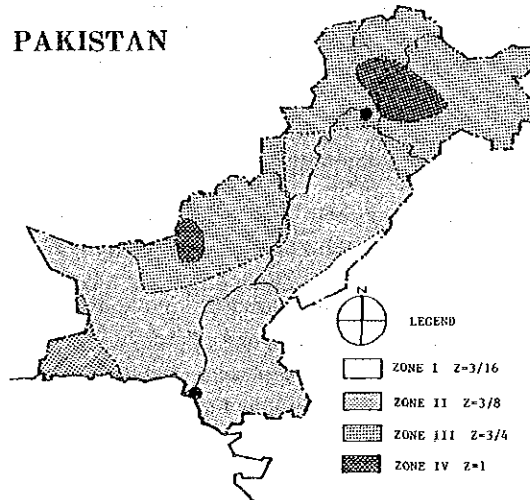 PAKISTAN
N
LEGEND
ZONE I Z=3/16
ZONE II Z=3/8
ZONE III Z=3/4
ZONE IV Z=1